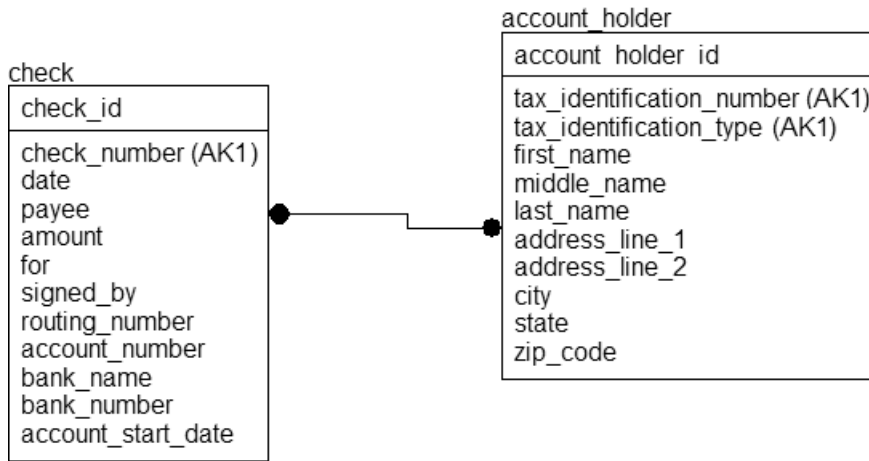 check
check_id
check_number (AK1)
date
payee
amount
for
signed_by
routing_number
account_number
bank_name
bank_number
account_start_date
account_holder
account_holder_id
tax_identification_number (AK1)
tax_identification_type (AK1)
first_name
middle_name
last_name
address_line_1
address_line_2
city
state
zip_code